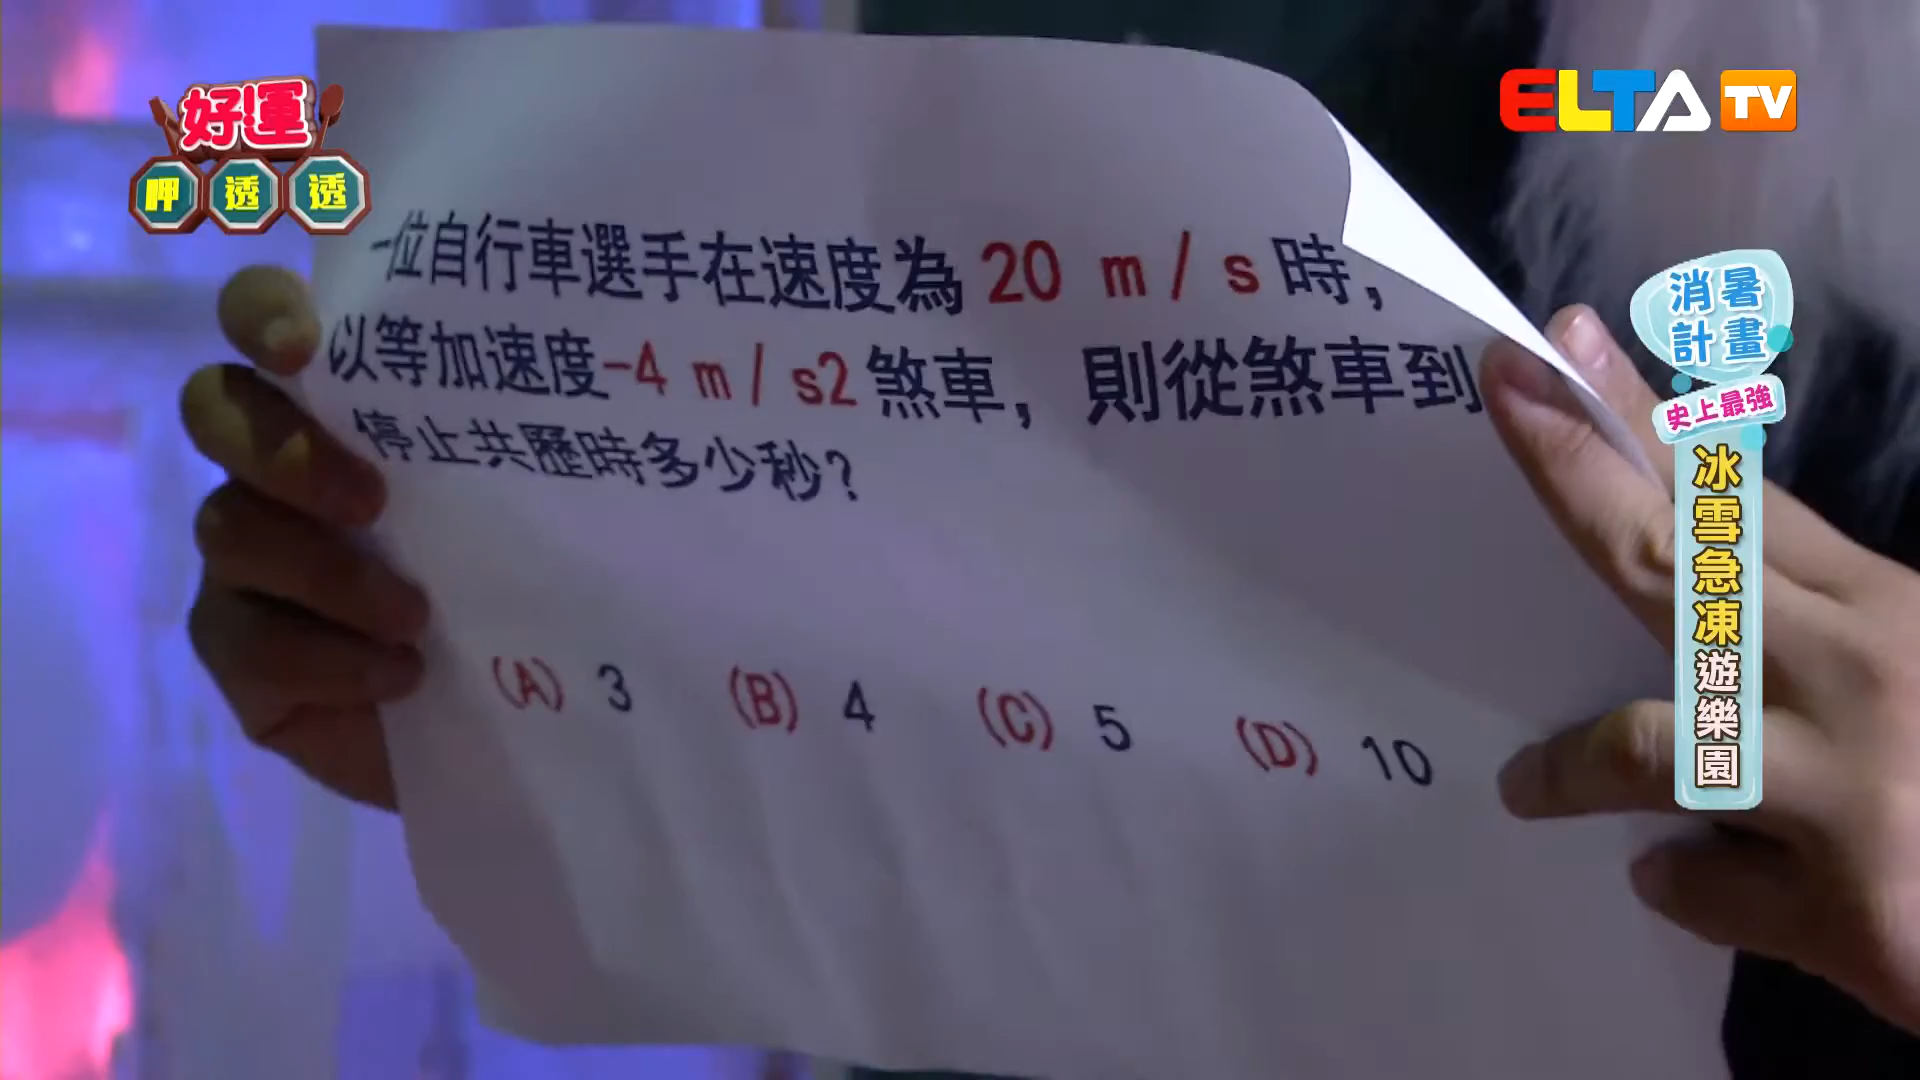 好運
呷透透
ELTA TV
一位自行車選手在速度為 20 m / s 時，
以等加速度-4 m / s2 煞車，則從煞車到
停止共歷時多少秒？
(A) 3 (B) 4 (C) 5 (D) 10
消暑
計畫
史上最強
冰雪急凍遊樂園